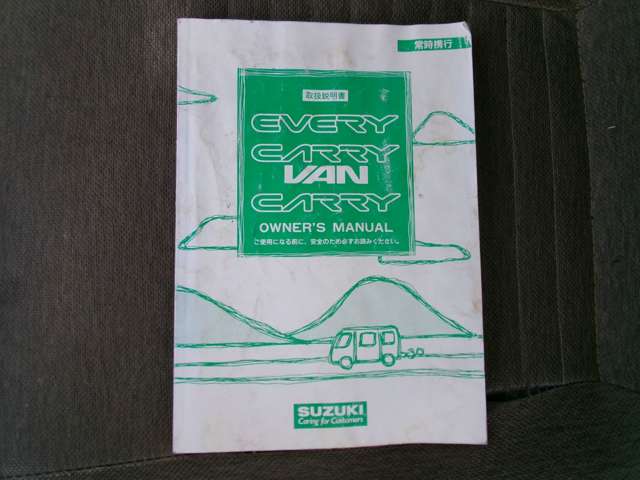 常時携行
取扱説明書
EVERY
CARRY
VAN
CARRY
OWNER'S MANUAL
ご使用になる前に、安全のため必ずお読みください。
SUZUKI
Caring for Customers